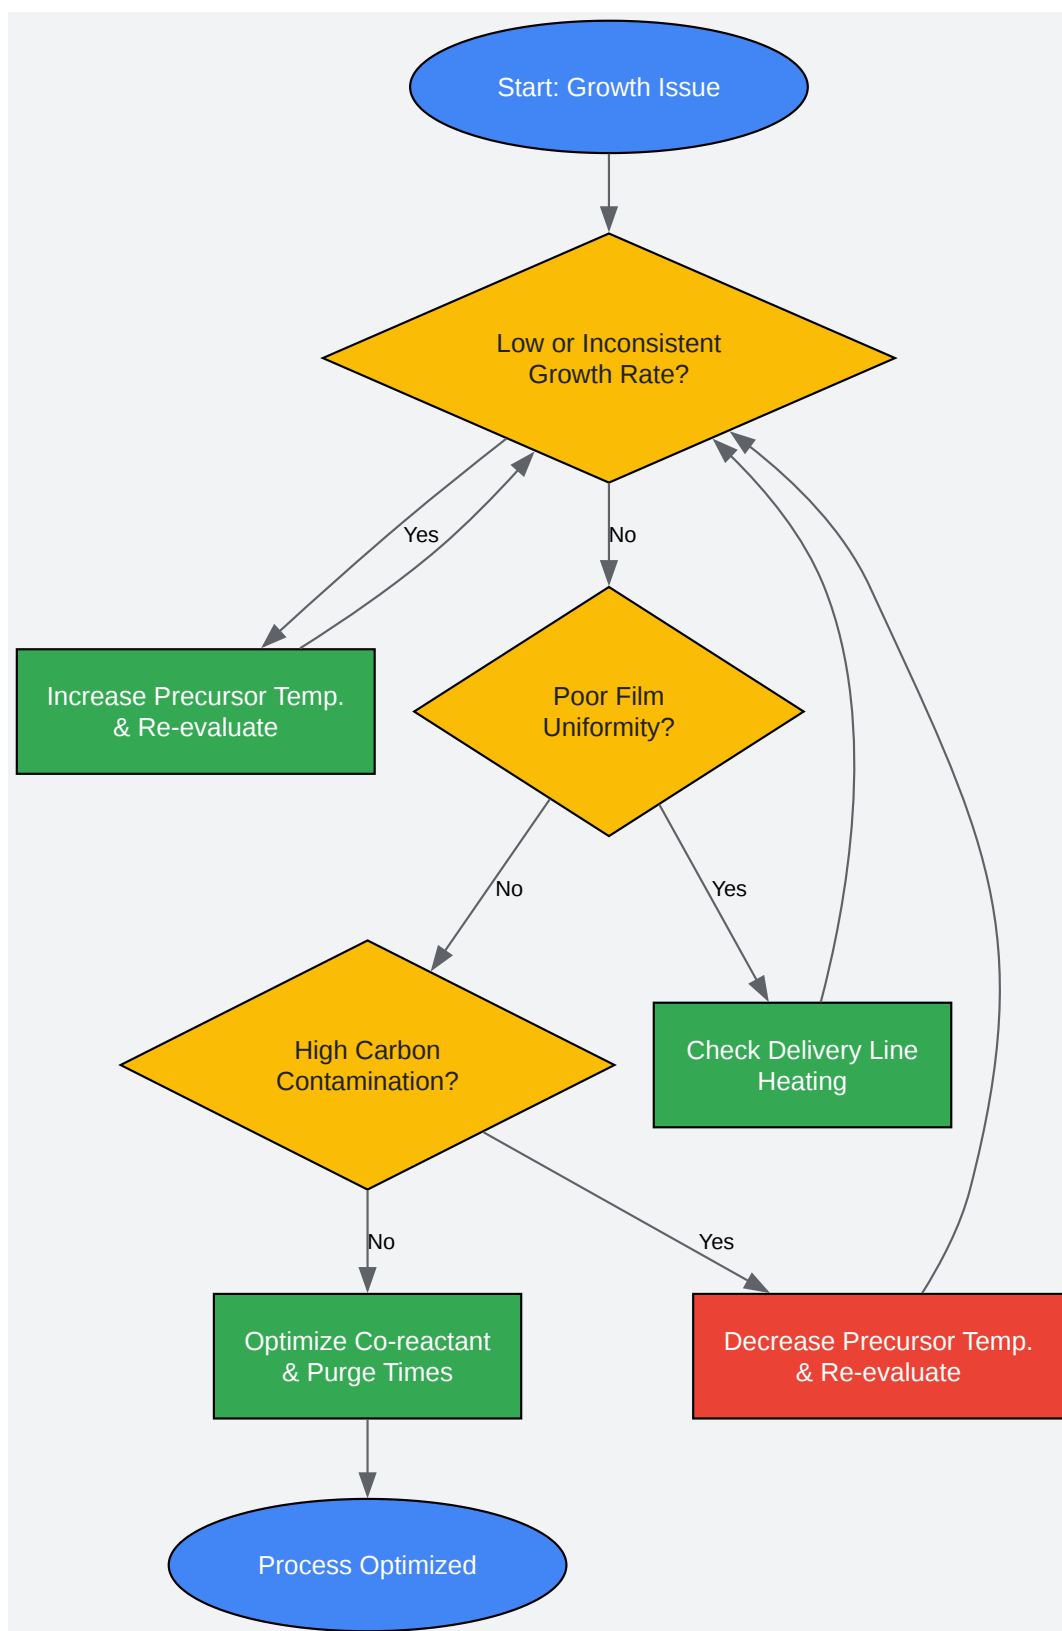 Start: Growth Issue
Low or Inconsistent
Growth Rate?
Yes
No
Increase Precursor Temp.
& Re-evaluate
Poor Film
Uniformity?
No
Yes
High Carbon
Contamination?
Check Delivery Line
Heating
No
Yes
Optimize Co-reactant
& Purge Times
Decrease Precursor Temp.
& Re-evaluate
Process Optimized